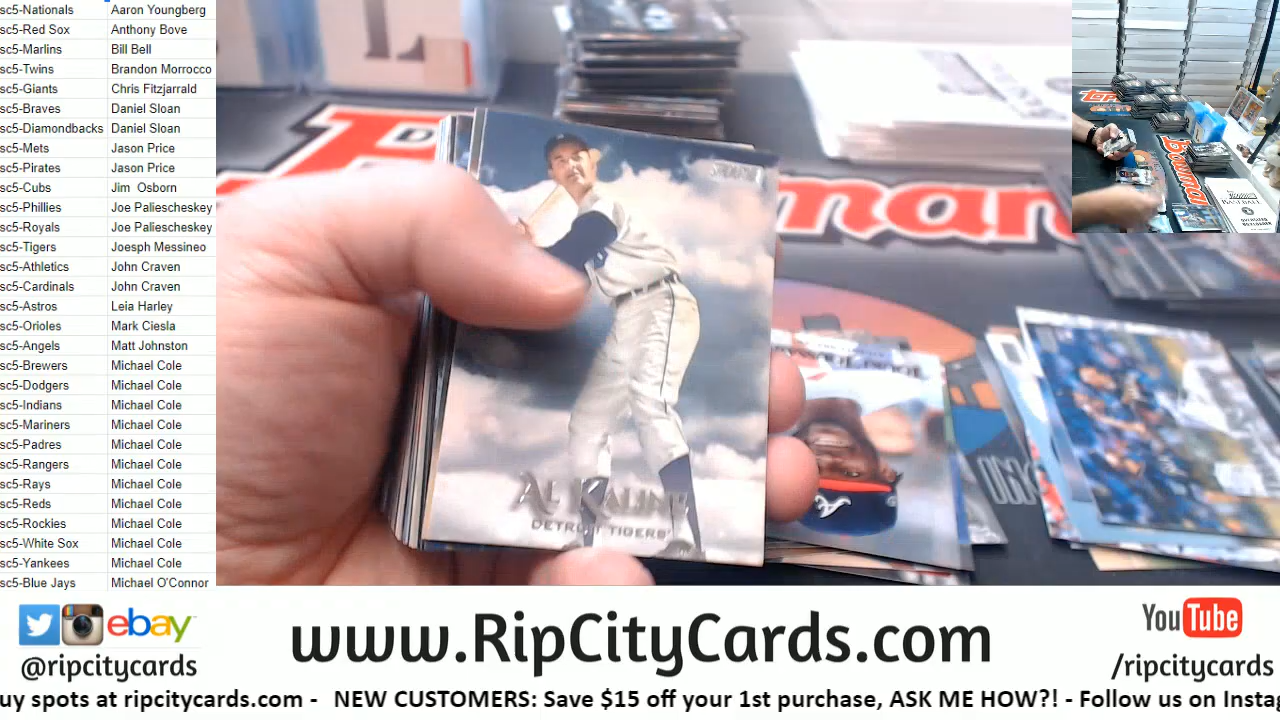 sc5-Nationals Aaron Youngberg
sc5-Red Sox Anthony Bove
sc5-Marlins Bill Bell
sc5-Twins Brandon Morrocco
sc5-Giants Chris Fitzjarrald
sc5-Braves Daniel Sloan
sc5-Diamondbacks Daniel Sloan
sc5-Mets Jason Price
sc5-Pirates Jason Price
sc5-Cubs Jim Osborn
sc5-Phillies Joe Paliescheskey
sc5-Royals Joe Paliescheskey
sc5-Tigers Joesph Messineo
sc5-Athletics John Craven
sc5-Cardinals John Craven
sc5-Astros Leia Harley
sc5-Orioles Mark Ciesla
sc5-Angels Matt Johnston
sc5-Brewers Michael Cole
sc5-Dodgers Michael Cole
sc5-Indians Michael Cole
sc5-Mariners Michael Cole
sc5-Padres Michael Cole
sc5-Rangers Michael Cole
sc5-Rays Michael Cole
sc5-Reds Michael Cole
sc5-Rockies Michael Cole
sc5-White Sox Michael Cole
sc5-Yankees Michael Cole
sc5-Blue Jays Michael O'Connor
AL KALINE
DETROIT TIGERS
ebay
@ripcitycards
www.RipCityCards.com
YouTube
/ripcitycards
uy spots at ripcitycards.com - NEW CUSTOMERS: Save $15 off your 1st purchase, ASK ME HOW?! - Follow us on Instag